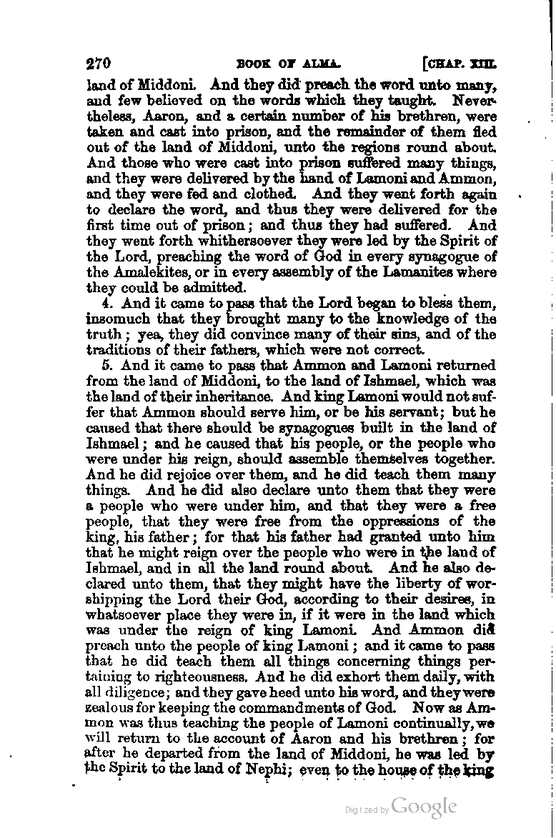 270 BOOK OF ALMA. [CHAP. XIII.
land of Middoni. And they did preach the word unto many,
and few believed on the words which they taught. Never-
theless, Aaron, and a certain number of his brethren, were
taken and cast into prison, and the remainder of them fled
out of the land of Middoni, unto the regions round about.
And those who were cast into prison suffered many things,
and they were delivered by the hand of Lamoni and Ammon,
and they were fed and clothed. And they went forth again
to declare the word, and thus they were delivered for the
first time out of prison; and thus they had suffered. And
they went forth whithersoever they were led by the Spirit of
the Lord, preaching the word of God in every synagogue of
the Amalekites, or in every assembly of the Lamanites where
they could be admitted.
4. And it came to pass that the Lord began to bless them,
insomuch that they brought many to the knowledge of the
truth; yea, they did convince many of their sins, and of the
traditions of their fathers, which were not correct.
5. And it came to pass that Ammon and Lamoni returned
from the land of Middoni, to the land of Ishmael, which was
the land of their inheritance. And king Lamoni would not suf-
fer that Ammon should serve him, or be his servant; but he
caused that there should be synagogues built in the land of
Ishmael; and he caused that his people, or the people who
were under his reign, should assemble themselves together.
And he did rejoice over them, and he did teach them many
things. And he did also declare unto them that they were
a people who were under him, and that they were a free
people, that they were free from the oppressions of the
king, his father; for that his father had granted unto him
that he might reign over the people who were in the land of
Ishmael, and in all the land round about. And he also de-
clared unto them, that they might have the liberty of wor-
shipping the Lord their God, according to their desires, in
whatsoever place they were in, if it were in the land which
was under the reign of king Lamoni. And Ammon did
preach unto the people of king Lamoni; and it came to pass
that he did teach them all things concerning things per-
taining to righteousness. And he did exhort them daily, with
all diligence; and they gave heed unto his word, and they were
zealous for keeping the commandments of God. Now as Am-
mon was thus teaching the people of Lamoni continually, we
will return to the account of Aaron and his brethren; for
after he departed from the land of Middoni, he was led by
the Spirit to the land of Nephi; even to the house of the king
Digitized by Google